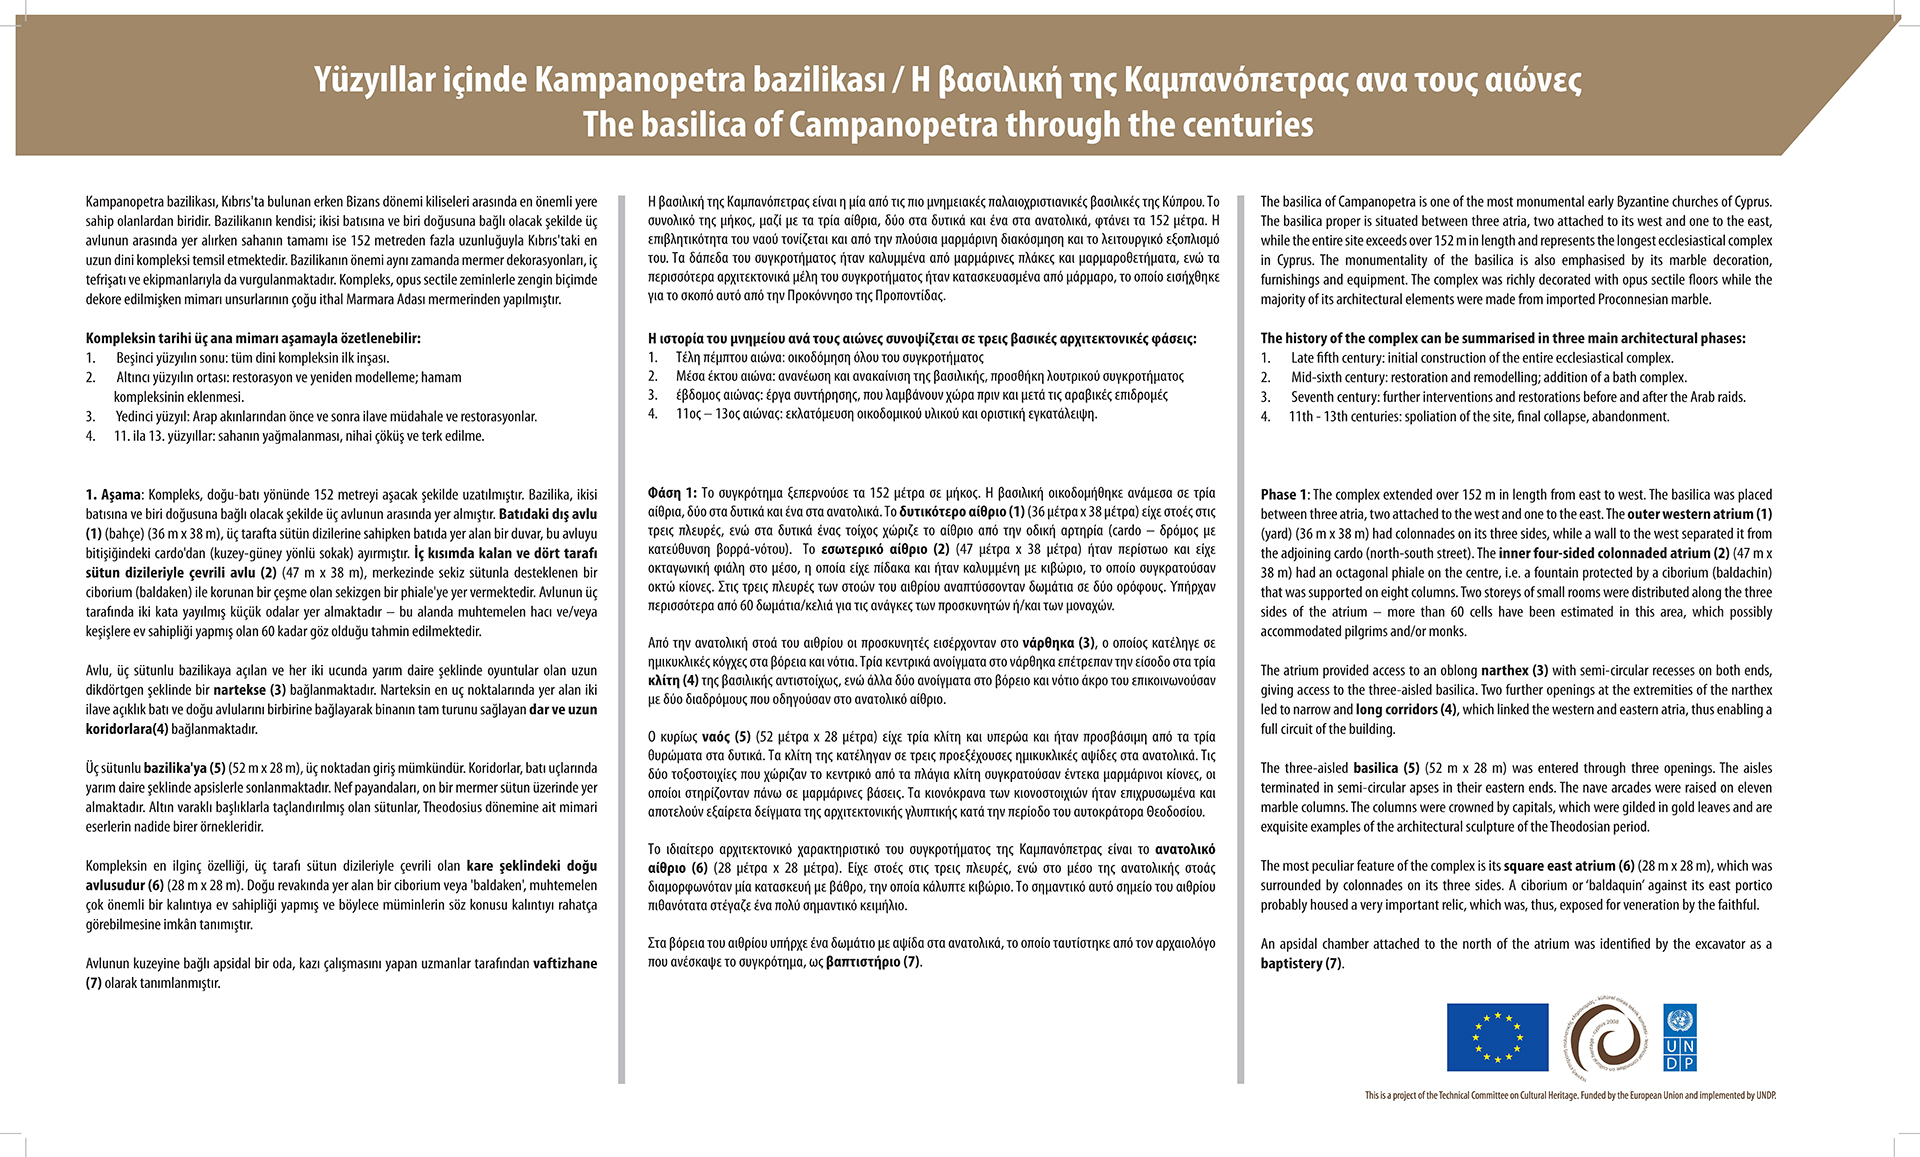 Yüzyıllar içinde Kampanopetra bazilikası / Η βασιλική της Καμπανόπετρας ανα τους αιώνες
The basilica of Campanopetra through the centuries
Kampanopetra bazilikası, Kıbrıs'ta bulunan erken Bizans dönemi kiliseleri arasında en önemli yere
sahip olanlardan biridir. Bazilikanın kendisi; ikisi batısına ve biri doğusuna bağlı olacak şekilde üç
avlunun arasında yer alırken sahanın tamamı ise 152 metreden fazla uzunluğuyla Kıbrıs'taki en
uzun dini kompleksi temsil etmektedir. Bazilikanın önemi aynı zamanda mermer dekorasyonları, iç
tefrişatı ve ekipmanlarıyla da vurgulanmaktadır. Kompleks, opus sectile zeminlerle zengin biçimde
dekore edilmişken mimarı unsurlarının çoğu ithal Marmara Adası mermerinden yapılmıştır.
Kompleksin tarihi üç ana mimarı aşamayla özetlenebilir:
1. Beşinci yüzyılın sonu: tüm dini kompleksin ilk inşası.
2. Altıncı yüzyılın ortası: restorasyon ve yeniden modelleme; hamam
kompleksinin eklenmesi.
3. Yedinci yüzyıl: Arap akınlarından önce ve sonra ilave müdahale ve restorasyonlar.
4. 11. ila 13. yüzyıllar: sahanın yağmalanması, nihai çöküş ve terk edilme.
1. Aşama: Kompleks, doğu-batı yönünde 152 metreyi aşacak şekilde uzatılmıştır. Bazilika, ikisi
batısına ve biri doğusuna bağlı olacak şekilde üç avlunun arasında yer almıştır. Batıdaki dış avlu
(1) (bahçe) (36 m x 38 m), üç tarafta sütun dizilerine sahipken batıda yer alan bir duvar, bu avluyu
bitişiğindeki cardo'dan (kuzey-güney yönlü sokak) ayırmıştır. İç kısımda kalan ve dört tarafı
sütun dizileriyle çevrili avlu (2) (47 m x 38 m), merkezinde sekiz sütunla desteklenen bir
ciborium (baldaken) ile korunan bir çeşme olan sekizgen bir phiale'ye yer vermektedir. Avlunun üç
tarafında iki kata yayılmış küçük odalar yer almaktadır – bu alanda muhtemelen hacı ve/veya
keşişlere ev sahipliği yapmış olan 60 kadar göz olduğu tahmin edilmektedir.
Avlu, üç sütunlu bazilikaya açılan ve her iki ucunda yarım daire şeklinde oyuntular olan uzun
dikdörtgen şeklinde bir nartekse (3) bağlanmaktadır. Narteksin en uç noktalarında yer alan iki
ilave açıklık batı ve doğu avlularını birbirine bağlayarak binanın tam turunu sağlayan dar ve uzun
koridorlara(4) bağlanmaktadır.
Üç sütunlu bazilika'ya (5) (52 m x 28 m), üç noktadan giriş mümkündür. Koridorlar, batı uçlarında
yarım daire şeklinde apsislerle sonlanmaktadır. Nef payandaları, on bir mermer sütun üzerinde yer
almaktadır. Altın varaklı başlıklarla taçlandırılmış olan sütunlar, Theodosius dönemine ait mimari
eserlerin nadide birer örnekleridir.
Kompleksin en ilginç özelliği, üç tarafı sütun dizileriyle çevrili olan kare şeklindeki doğu
avlusudur (6) (28 m x 28 m). Doğu revakında yer alan bir ciborium veya 'baldaken', muhtemelen
çok önemli bir kalıntıya ev sahipliği yapmış ve böylece müminlerin söz konusu kalıntıyı rahatça
görebilmesine imkân tanımıştır.
Avlunun kuzeyine bağlı apsidal bir oda, kazı çalışmasını yapan uzmanlar tarafından vaftizhane
(7) olarak tanımlanmıştır.
Η βασιλική της Καμπανόπετρας είναι η μία από τις πιο μνημειακές παλαιοχριστιανικές βασιλικές της Κύπρου. Το
συνολικό της μήκος, μαζί με τα τρία αίθρια, δύο στα δυτικά και ένα στα ανατολικά, φτάνει τα 152 μέτρα. Η
επιβλητικότητα του ναού τονίζεται και από την πλούσια μαρμάρινη διακόσμηση και το λειτουργικό εξοπλισμό
του. Τα δάπεδα του συγκροτήματος ήταν καλυμμένα από μαρμάρινες πλάκες και μαρμαροθετήματα, ενώ τα
περισσότερα αρχιτεκτονικά μέλη του συγκροτήματος ήταν κατασκευασμένα από μάρμαρο, το οποίο εισήχθηκε
για το σκοπό αυτό από την Προκόννησο της Προποντίδας.
Η ιστορία του μνημείου ανά τους αιώνες συνοψίζεται σε τρεις βασικές αρχιτεκτονικές φάσεις:
1. Τέλη πέμπτου αιώνα: οικοδόμηση όλου του συγκροτήματος
2. Μέσα έκτου αιώνα: ανανέωση και ανακαίνιση της βασιλικής, προσθήκη λουτρικού συγκροτήματος
3. έβδομος αιώνας: έργα συντήρησης, που λαμβάνουν χώρα πριν και μετά τις αραβικές επιδρομές
4. 11ος – 13ος αιώνας: εκλατόμευση οικοδομικού υλικού και οριστική εγκατάλειψη.
Φάση 1: Το συγκρότημα ξεπερνούσε τα 152 μέτρα σε μήκος. Η βασιλική οικοδομήθηκε ανάμεσα σε τρία
αίθρια, δύο στα δυτικά και ένα στα ανατολικά. Το δυτικότερο αίθριο (1) (36 μέτρα x 38 μέτρα) είχε στοές στις
τρεις πλευρές, ενώ στα δυτικά ένας τοίχος χώριζε το αίθριο από την οδική αρτηρία (cardo – δρόμος με
κατεύθυνση βορρά-νότου). Το εσωτερικό αίθριο (2) (47 μέτρα x 38 μέτρα) ήταν περίστωο και είχε
οκταγωνική φιάλη στο μέσο, η οποία είχε πίδακα και ήταν καλυμμένη με κιβώριο, το οποίο συγκρατούσαν
οκτώ κίονες. Στις τρεις πλευρές των στοών του αιθρίου αναπτύσσονταν δωμάτια σε δύο ορόφους. Υπήρχαν
περισσότερα από 60 δωμάτια/κελιά για τις ανάγκες των προσκυνητών ή/και των μοναχών.
Από την ανατολική στοά του αιθρίου οι προσκυνητές εισέρχονταν στο νάρθηκα (3), ο οποίος κατέληγε σε
ημικυκλικές κόγχες στα βόρεια και νότια. Τρία κεντρικά ανοίγματα στο νάρθηκα επέτρεπαν την είσοδο στα τρία
κλίτη (4) της βασιλικής αντιστοίχως, ενώ άλλα δύο ανοίγματα στο βόρειο και νότιο άκρο του επικοινωνούσαν
με δύο διαδρόμους που οδηγούσαν στο ανατολικό αίθριο.
Ο κυρίως ναός (5) (52 μέτρα x 28 μέτρα) είχε τρία κλίτη και υπερώα και ήταν προσβάσιμη από τα τρία
θυρώματα στα δυτικά. Τα κλίτη της κατέληγαν σε τρεις προεξέχουσες ημικυκλικές αψίδες στα ανατολικά. Τις
δύο τοξοστοιχίες που χώριζαν το κεντρικό από τα πλάγια κλίτη συγκρατούσαν έντεκα μαρμάρινοι κίονες, οι
οποίοι στηρίζονταν πάνω σε μαρμάρινες βάσεις. Τα κιονόκρανα των κιονοστοιχιών ήταν επιχρυσωμένα και
αποτελούν εξαίρετα δείγματα της αρχιτεκτονικής γλυπτικής κατά την περίοδο του αυτοκράτορα Θεοδοσίου.
Το ιδιαίτερο αρχιτεκτονικό χαρακτηριστικό του συγκροτήματος της Καμπανόπετρας είναι το ανατολικό
αίθριο (6) (28 μέτρα x 28 μέτρα). Είχε στοές στις τρεις πλευρές, ενώ στο μέσο της ανατολικής στοάς
διαμορφωνόταν μία κατασκευή με βάθρο, την οποία κάλυπτε κιβώριο. Το σημαντικό αυτό σημείο του αιθρίου
πιθανότατα στέγαζε ένα πολύ σημαντικό κειμήλιο.
Στα βόρεια του αιθρίου υπήρχε ένα δωμάτιο με αψίδα στα ανατολικά, το οποίο ταυτίστηκε από τον αρχαιολόγο
που ανέσκαψε το συγκρότημα, ως βαπτιστήριο (7).
The basilica of Campanopetra is one of the most monumental early Byzantine churches of Cyprus.
The basilica proper is situated between three atria, two attached to its west and one to the east,
while the entire site exceeds over 152 m in length and represents the longest ecclesiastical complex
in Cyprus. The monumentality of the basilica is also emphasised by its marble decoration,
furnishings and equipment. The complex was richly decorated with opus sectile floors while the
majority of its architectural elements were made from imported Proconnesian marble.
The history of the complex can be summarised in three main architectural phases:
1. Late fifth century: initial construction of the entire ecclesiastical complex.
2. Mid-sixth century: restoration and remodelling; addition of a bath complex.
3. Seventh century: further interventions and restorations before and after the Arab raids.
4. 11th - 13th centuries: spoliation of the site, final collapse, abandonment.
Phase 1: The complex extended over 152 m in length from east to west. The basilica was placed
between three atria, two attached to the west and one to the east. The outer western atrium (1)
(yard) (36 m x 38 m) had colonnades on its three sides, while a wall to the west separated it from
the adjoining cardo (north-south street). The inner four-sided colonnaded atrium (2) (47 m x
38 m) had an octagonal phiale on the centre, i.e. a fountain protected by a ciborium (baldachin)
that was supported on eight columns. Two storeys of small rooms were distributed along the three
sides of the atrium – more than 60 cells have been estimated in this area, which possibly
accommodated pilgrims and/or monks.
The atrium provided access to an oblong narthex (3) with semi-circular recesses on both ends,
giving access to the three-aisled basilica. Two further openings at the extremities of the narthex
led to narrow and long corridors (4), which linked the western and eastern atria, thus enabling a
full circuit of the building.
The three-aisled basilica (5) (52 m x 28 m) was entered through three openings. The aisles
terminated in semi-circular apses in their eastern ends. The nave arcades were raised on eleven
marble columns. The columns were crowned by capitals, which were gilded in gold leaves and are
exquisite examples of the architectural sculpture of the Theodosian period.
The most peculiar feature of the complex is its square east atrium (6) (28 m x 28 m), which was
surrounded by colonnades on its three sides. A ciborium or ‘baldaquin’ against its east portico
probably housed a very important relic, which was, thus, exposed for veneration by the faithful.
An apsidal chamber attached to the north of the atrium was identified by the excavator as a
baptistery (7).
UN
DP
This is a project of the Technical Committee on Cultural Heritage. Funded by the European Union and implemented by UNDP.